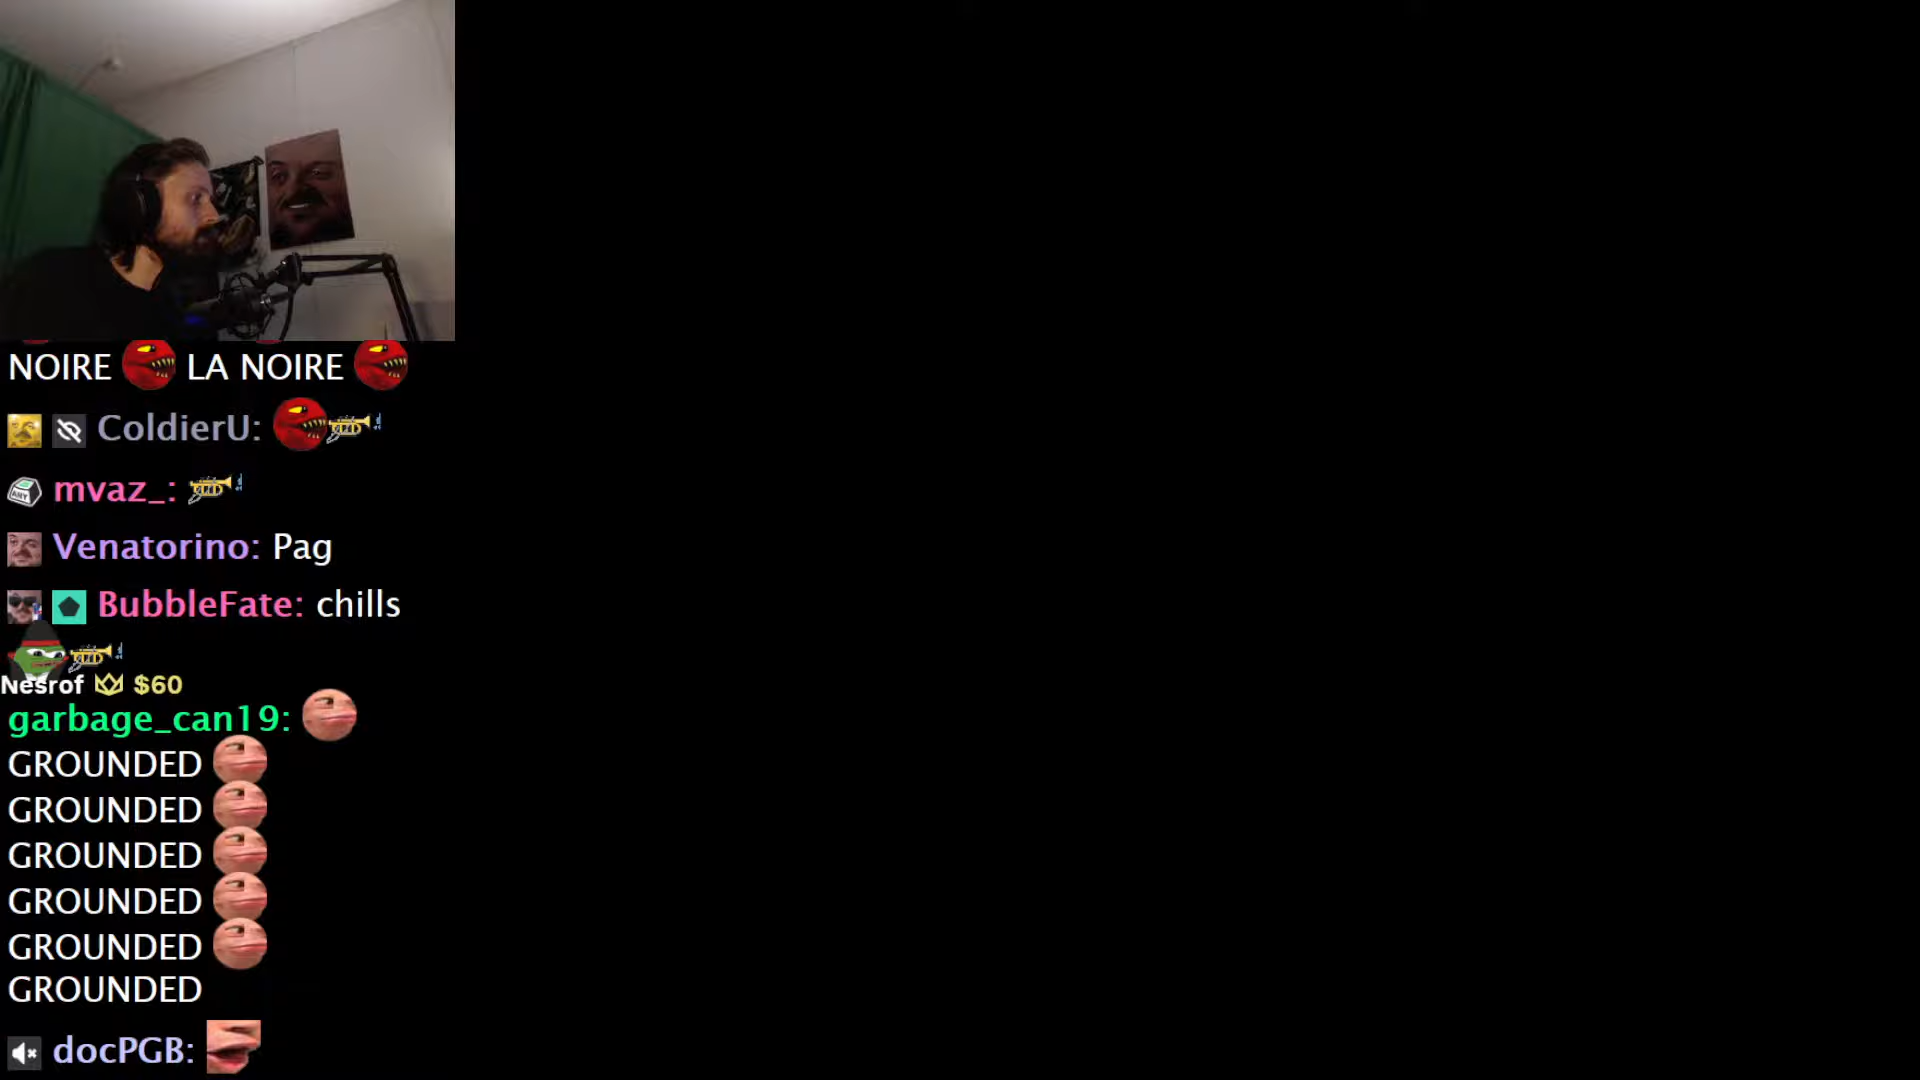 NOIRE LA NOIRE
ColdierU:
mvaz_:
Venatorino: Pag
BubbleFate: chills
Nesrof $60
garbage_can19:
GROUNDED
GROUNDED
GROUNDED
GROUNDED
GROUNDED
GROUNDED
docPGB: